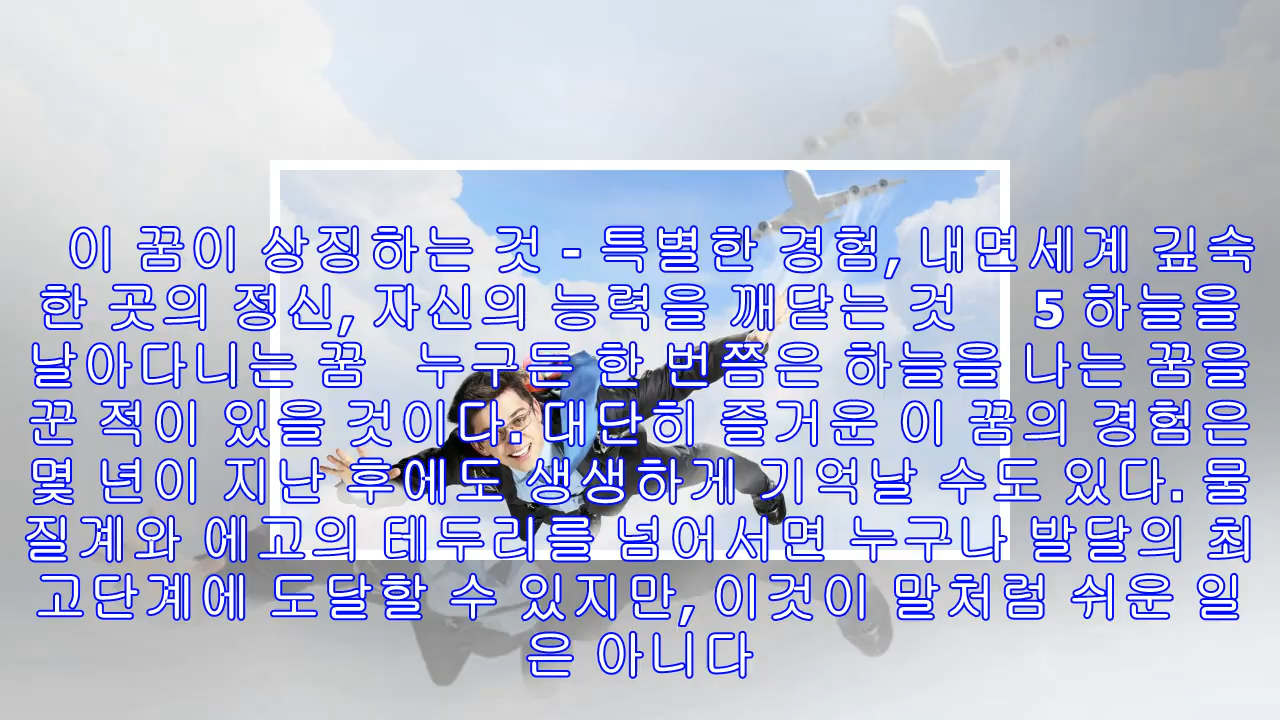 이 꿈이 상징하는 것 - 특별한 경험, 내면세계 깊숙
한 곳의 정신, 자신의 능력을 깨닫는 것 5 하늘을
날아다니는 꿈 누구든 한 번쯤은 하늘을 나는 꿈을
꾼 적이 있을 것이다. 대단히 즐거운 이 꿈의 경험은
몇 년이 지난 후에도 생생하게 기억날 수도 있다. 물
질계와 에고의 테두리를 넘어서면 누구나 발달의 최
고단계에 도달할 수 있지만, 이것이 말처럼 쉬운 일
은 아니다